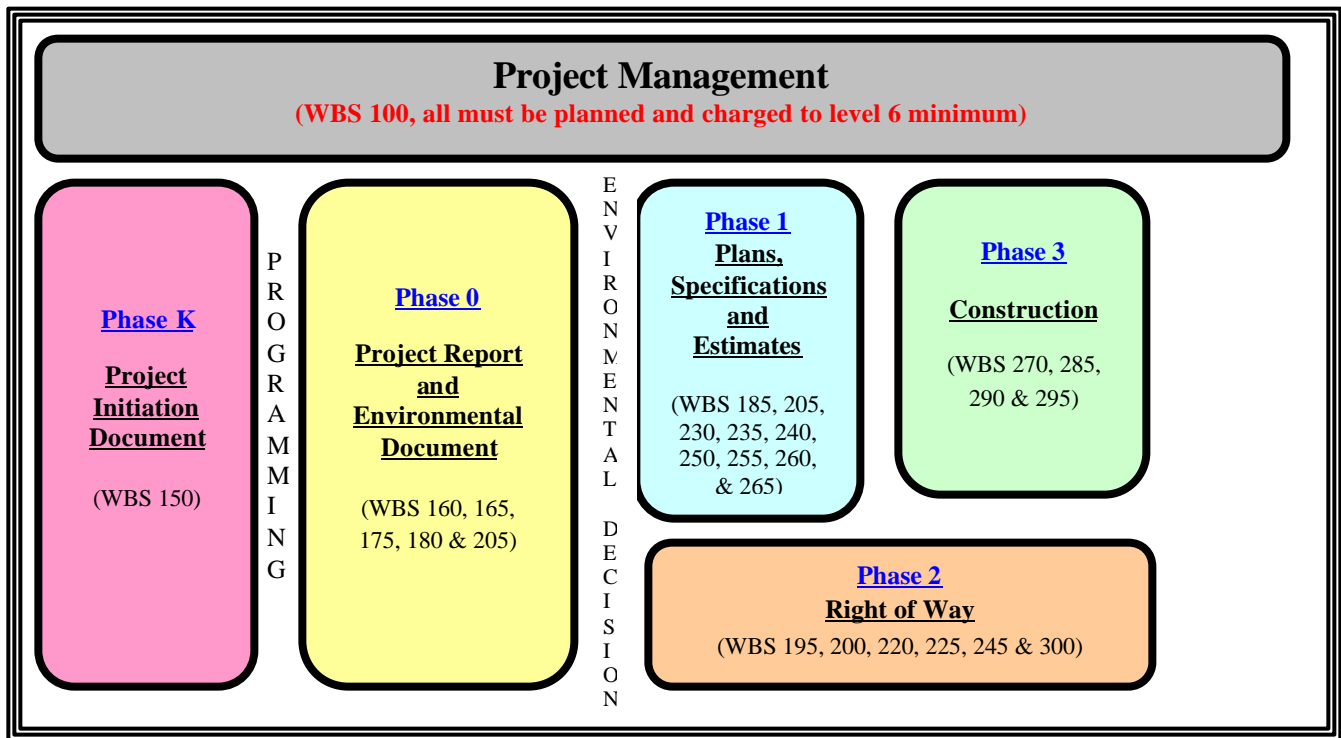 Project Management
(WBS 100, all must be planned and charged to level 6 minimum)
Phase K
Project
Initiation
Document
(WBS 150)
PROGRAMMING
Phase 0
Project Report
and
Environmental
Document
(WBS 160, 165,
175, 180 & 205)
ENVIRONMENTAL DECISION
Phase 1
Plans,
Specifications
and
Estimates
(WBS 185, 205,
230, 235, 240,
250, 255, 260,
& 265)
Phase 3
Construction
(WBS 270, 285,
290 & 295)
Phase 2
Right of Way
(WBS 195, 200, 220, 225, 245 & 300)